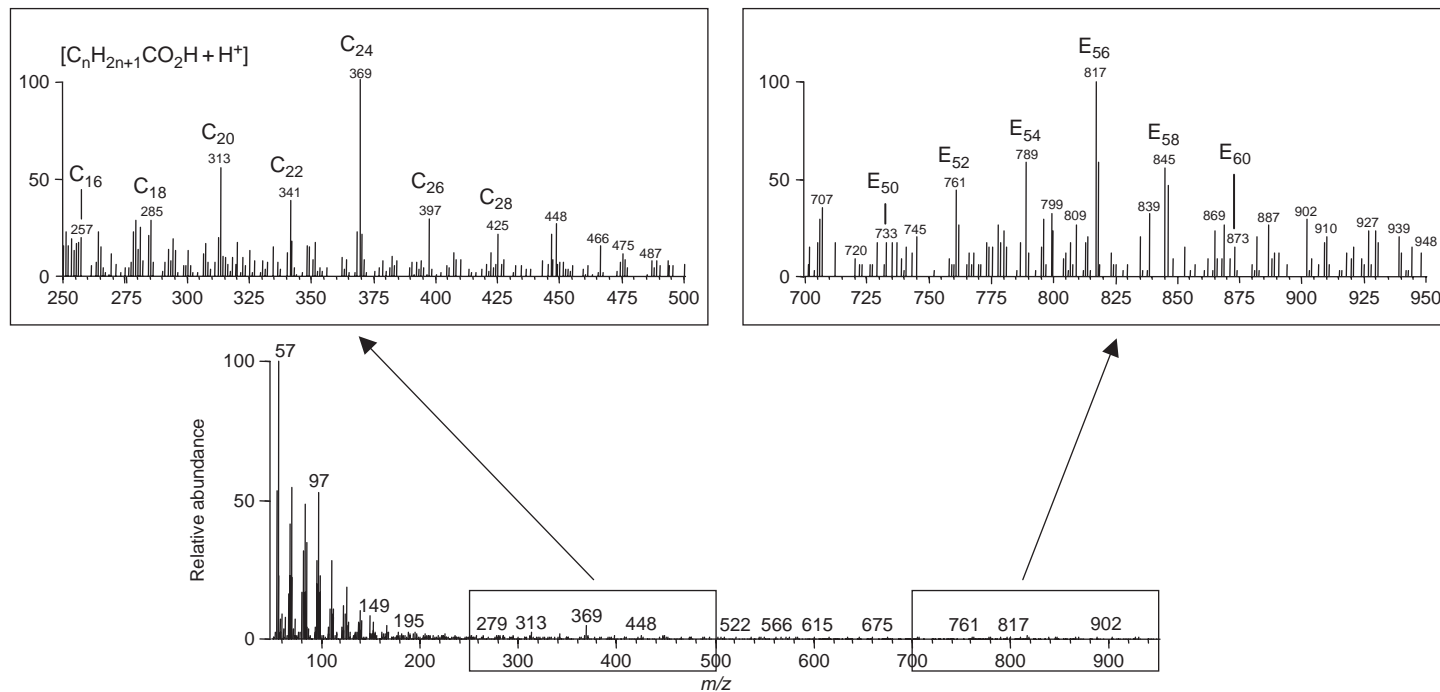 [CnH2n+1CO2H + H+]
C24
369
C20
313
C22
341
C16
257
C18
285
C26
397
C28
425
448
466
475
487
100
50
0
250 275 300 325 350 375 400 425 450 475 500
E56
817
E54
789
E58
845
E52
761
E60
873
E50
733
707
720
745
799
809
839
869
887
902
910
927
939
948
100
50
0
700 725 750 775 800 825 850 875 900 925 950
Relative abundance
100
50
0
57
97
149
195
279 313 369 448 522 566 615 675 761 817 902
100 200 300 400 500 600 700 800 900
m/z